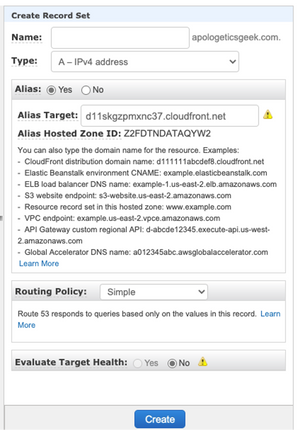 Create Record Set
Name:
apologeticsgeek.com.
Type:
A – IPv4 address
Alias:
Yes
No
Alias Target:
d11skgzpmxnc37.cloudfront.net
Alias Hosted Zone ID: Z2FDTNDATAQYW2
You can also type the domain name for the resource. Examples:
- CloudFront distribution domain name: d111111abcdef8.cloudfront.net
- Elastic Beanstalk environment CNAME: example.elasticbeanstalk.com
- ELB load balancer DNS name: example-1.us-east-2.elb.amazonaws.com
- S3 website endpoint: s3-website.us-east-2.amazonaws.com
- Resource record set in this hosted zone: www.example.com
- VPC endpoint: example.us-east-2.vpce.amazonaws.com
- API Gateway custom regional API: d-abcde12345.execute-api.us-west-
2.amazonaws.com
- Global Accelerator DNS name: a012345abc.awsglobalaccelerator.com
Learn More
Routing Policy:
Simple
Route 53 responds to queries based only on the values in this record. Learn
More
Evaluate Target Health:
Yes
No
Create